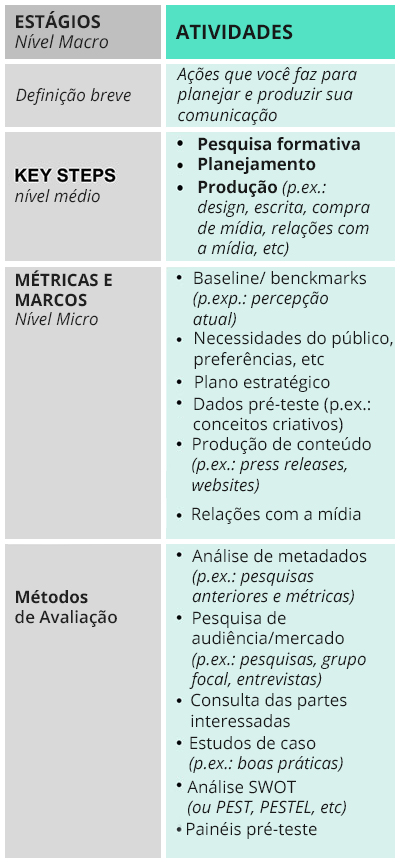 ESTÁGIOS
Nível Macro
ATIVIDADES
Definição breve
Ações que você faz para
planejar e produzir sua
comunicação
KEY STEPS
nível médio
• Pesquisa formativa
• Planejamento
• Produção (p.ex.:
design, escrita, compra
de mídia, relações com
a mídia, etc)
MÉTRICAS E
MARCOS
Nível Micro
• Baseline/ benckmarks
(p.exp.: percepção
atual)
• Necessidades do público,
preferências, etc
• Plano estratégico
• Dados pré-teste (p.ex.:
conceitos criativos)
• Produção de conteúdo
(p.ex.: press releases,
websites)
• Relações com a mídia
Métodos
de Avaliação
• Análise de metadados
(p.ex.: pesquisas
anteriores e métricas)
• Pesquisa de
audiência/mercado
(p.ex.: pesquisas, grupo
focal, entrevistas)
• Consulta das partes
interessadas
• Estudos de caso
(p.ex.: boas práticas)
• Análise SWOT
(ou PEST, PESTEL, etc)
• Painéis pré-teste